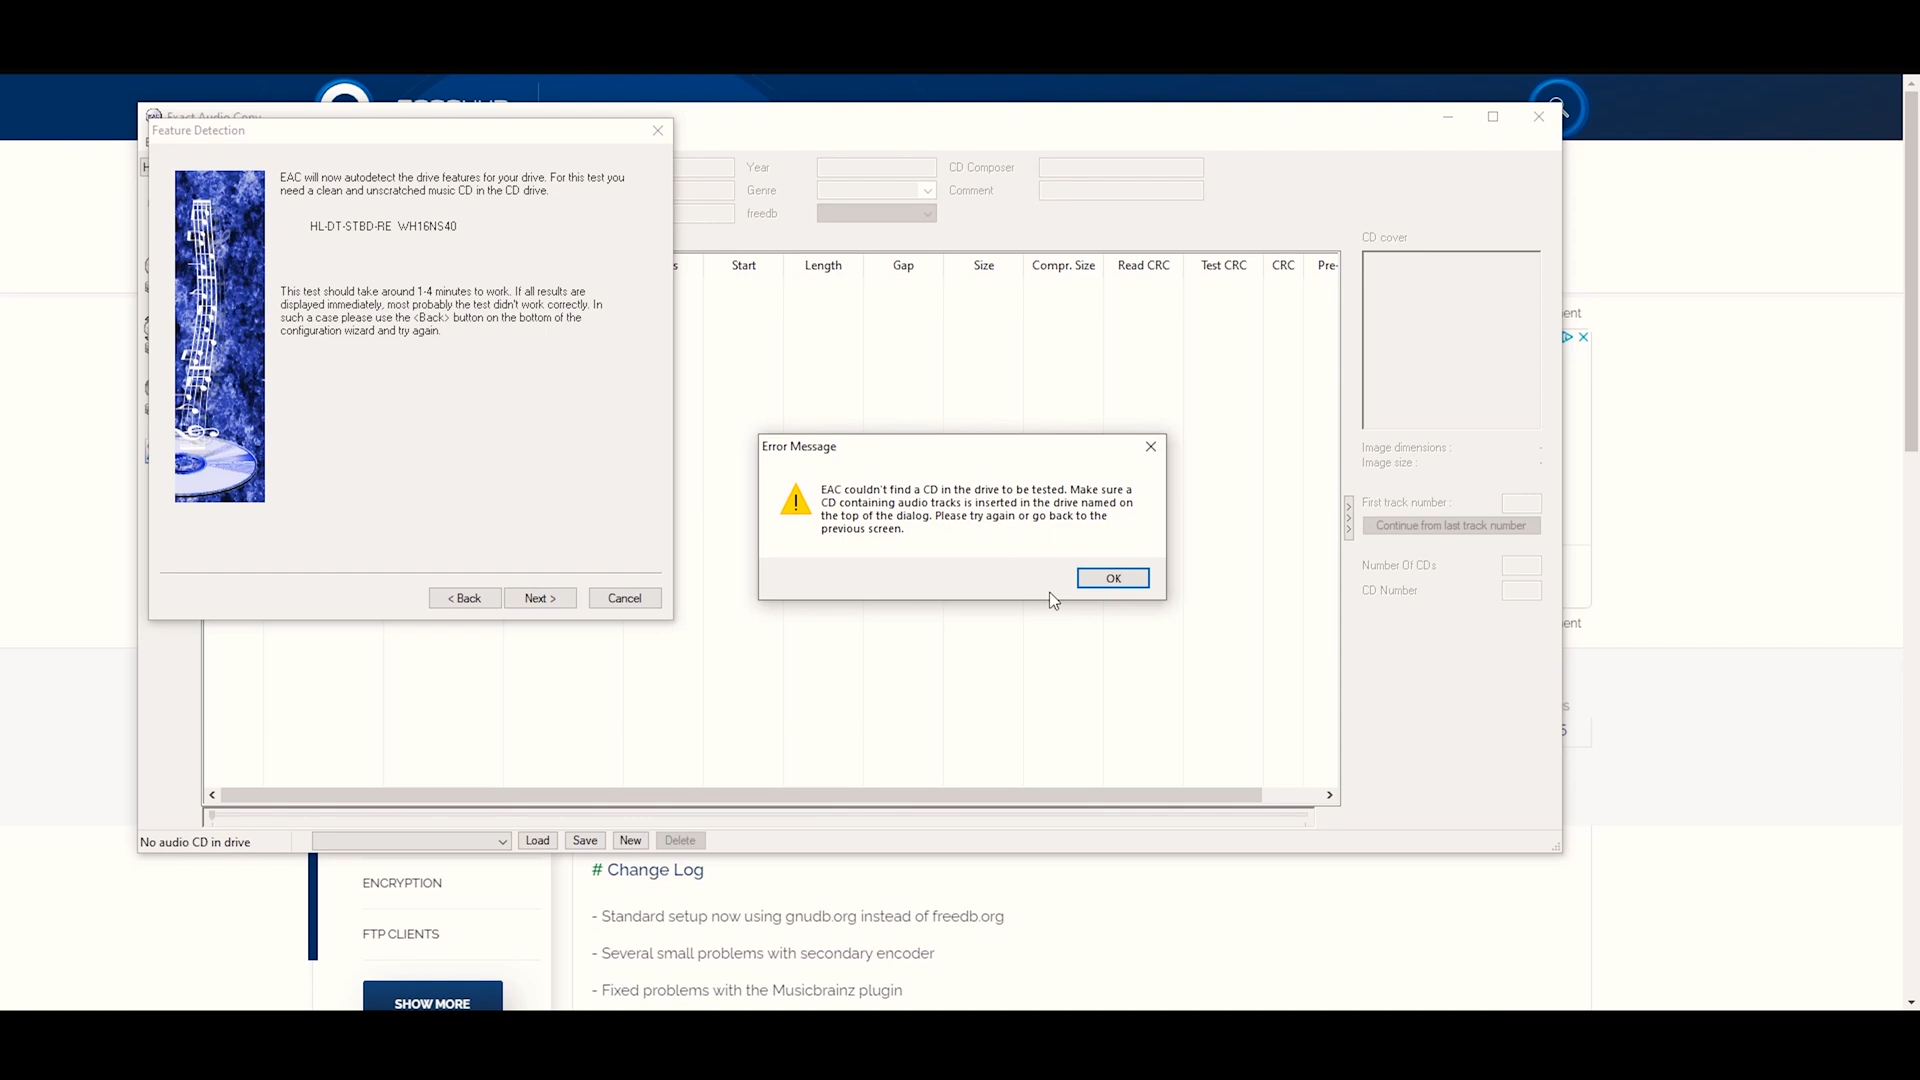 Exact Audio Copy
Feature Detection
EAC will now autodetect the drive features for your drive. For this test you
need a clean and unscratched music CD in the CD drive.
HL-DT-STBD-RE WH16NS40
This test should take around 1-4 minutes to work. If all results are
displayed immediately, most probably the test didn't work correctly. In
such a case please use the <Back> button on the bottom of the
configuration wizard and try again.
< Back
Next >
Cancel
Year
CD Composer
Genre
Comment
freedb
s
Start
Length
Gap
Size
Compr. Size
Read CRC
Test CRC
CRC
Pre-
CD cover
Image dimensions : -
Image size : -
First track number :
Continue from last track number
Number Of CDs
CD Number
Error Message
EAC couldn't find a CD in the drive to be tested. Make sure a
CD containing audio tracks is inserted in the drive named on
the top of the dialog. Please try again or go back to the
previous screen.
OK
No audio CD in drive
Load
Save
New
Delete
ent
ent
s
ENCRYPTION
FTP CLIENTS
SHOW MORE
# Change Log
- Standard setup now using gnudb.org instead of freedb.org
- Several small problems with secondary encoder
- Fixed problems with the Musicbrainz plugin